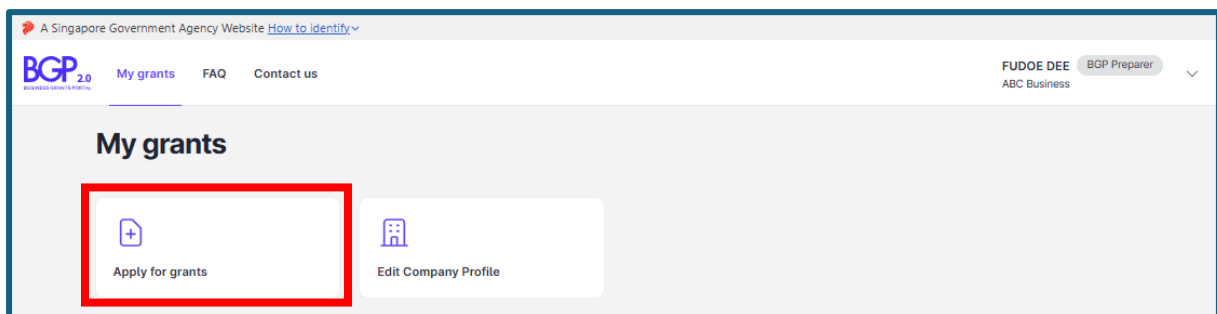 A Singapore Government Agency Website How to identify
BGP 2.0
BUSINESS GRANTS PORTAL
My grants FAQ Contact us
FUDOE DEE BGP Preparer
ABC Business
My grants
Apply for grants
Edit Company Profile